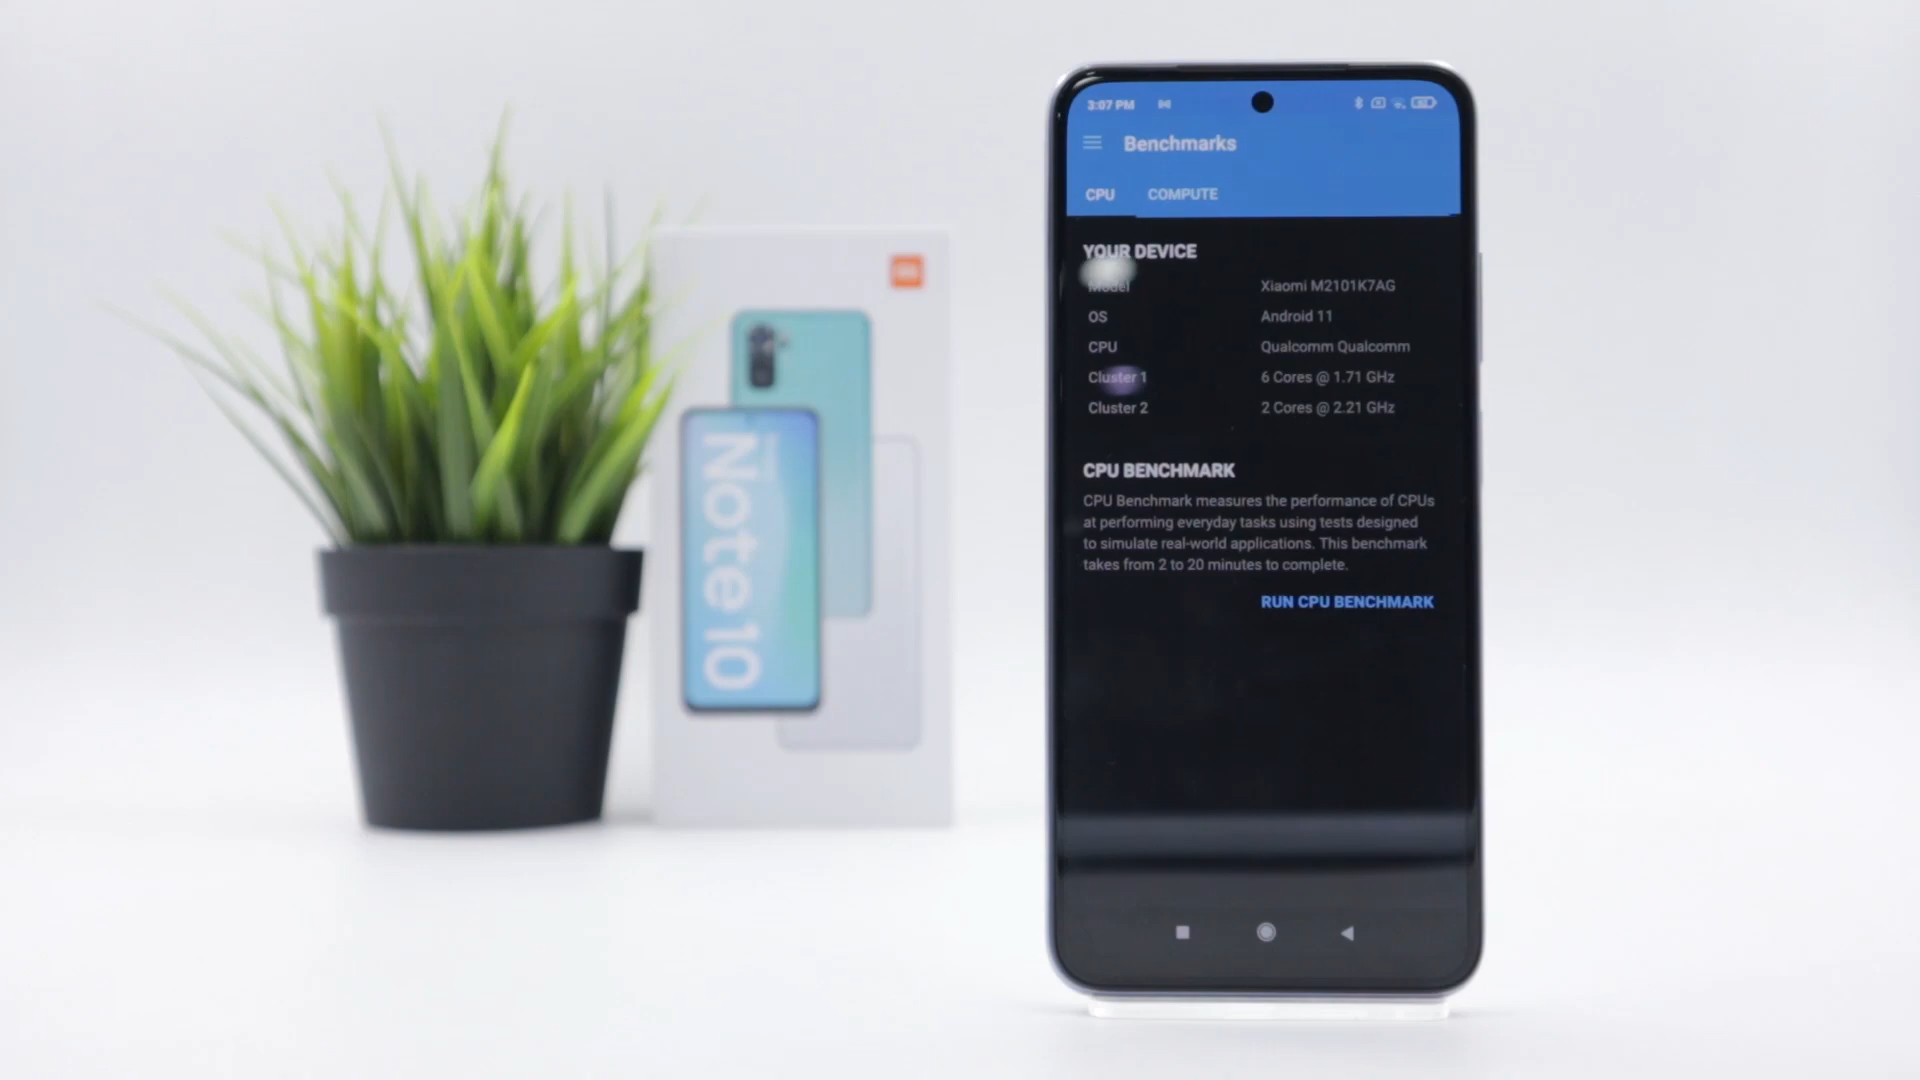 Note10
3:07 PM
Benchmarks
CPU COMPUTE
YOUR DEVICE
Model Xiaomi M2101K7AG
OS Android 11
CPU Qualcomm Qualcomm
Cluster 1 6 Cores @ 1.71 GHz
Cluster 2 2 Cores @ 2.21 GHz
CPU BENCHMARK
CPU Benchmark measures the performance of CPUs
at performing everyday tasks using tests designed
to simulate real-world applications. This benchmark
takes from 2 to 20 minutes to complete.
RUN CPU BENCHMARK